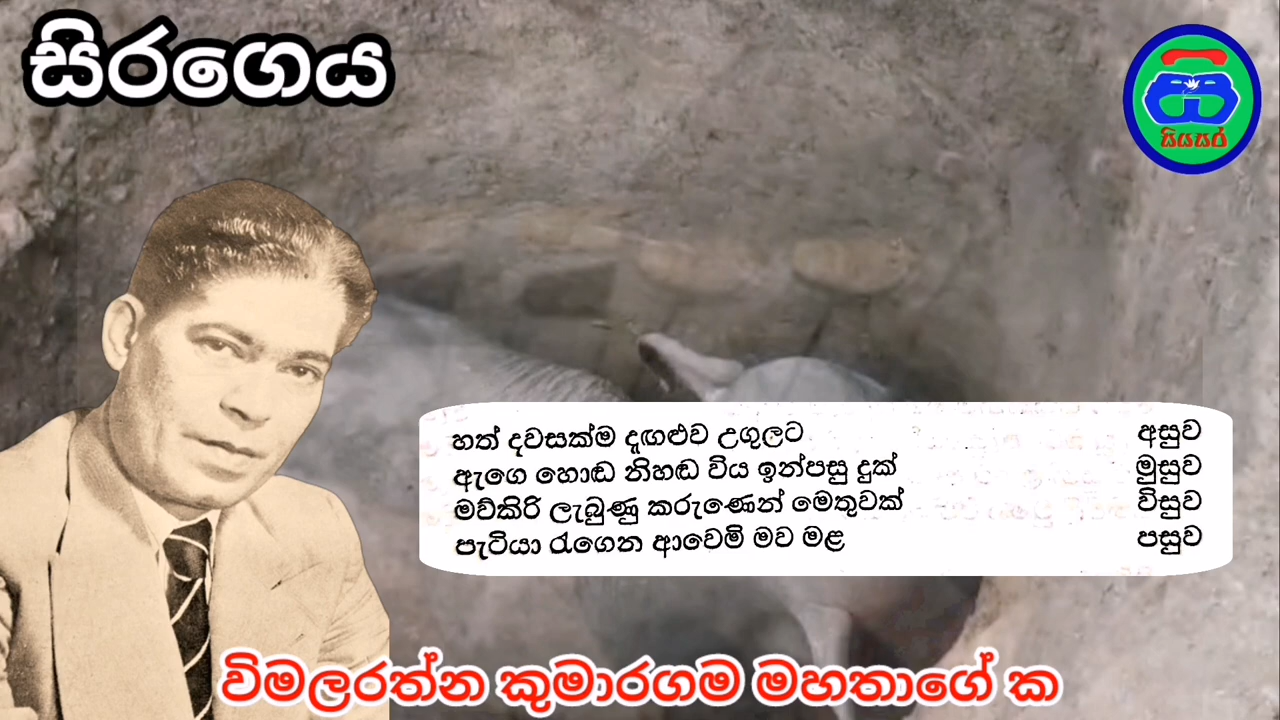 සිරගෙය
සියසර
හත් දවසක්ම දැඟළුව උගුලට අසුව
ඇගෙ හොඬ නිහඬ විය ඉන්පසු දුක් මුසුව
මව්කිරි ලැබුණු කරුණෙන් මෙතුවක් විසුව
පැටියා රැගෙන ආවෙමි මව මළ පසුව
විමලරත්න කුමාරගම මහතාගේ ක